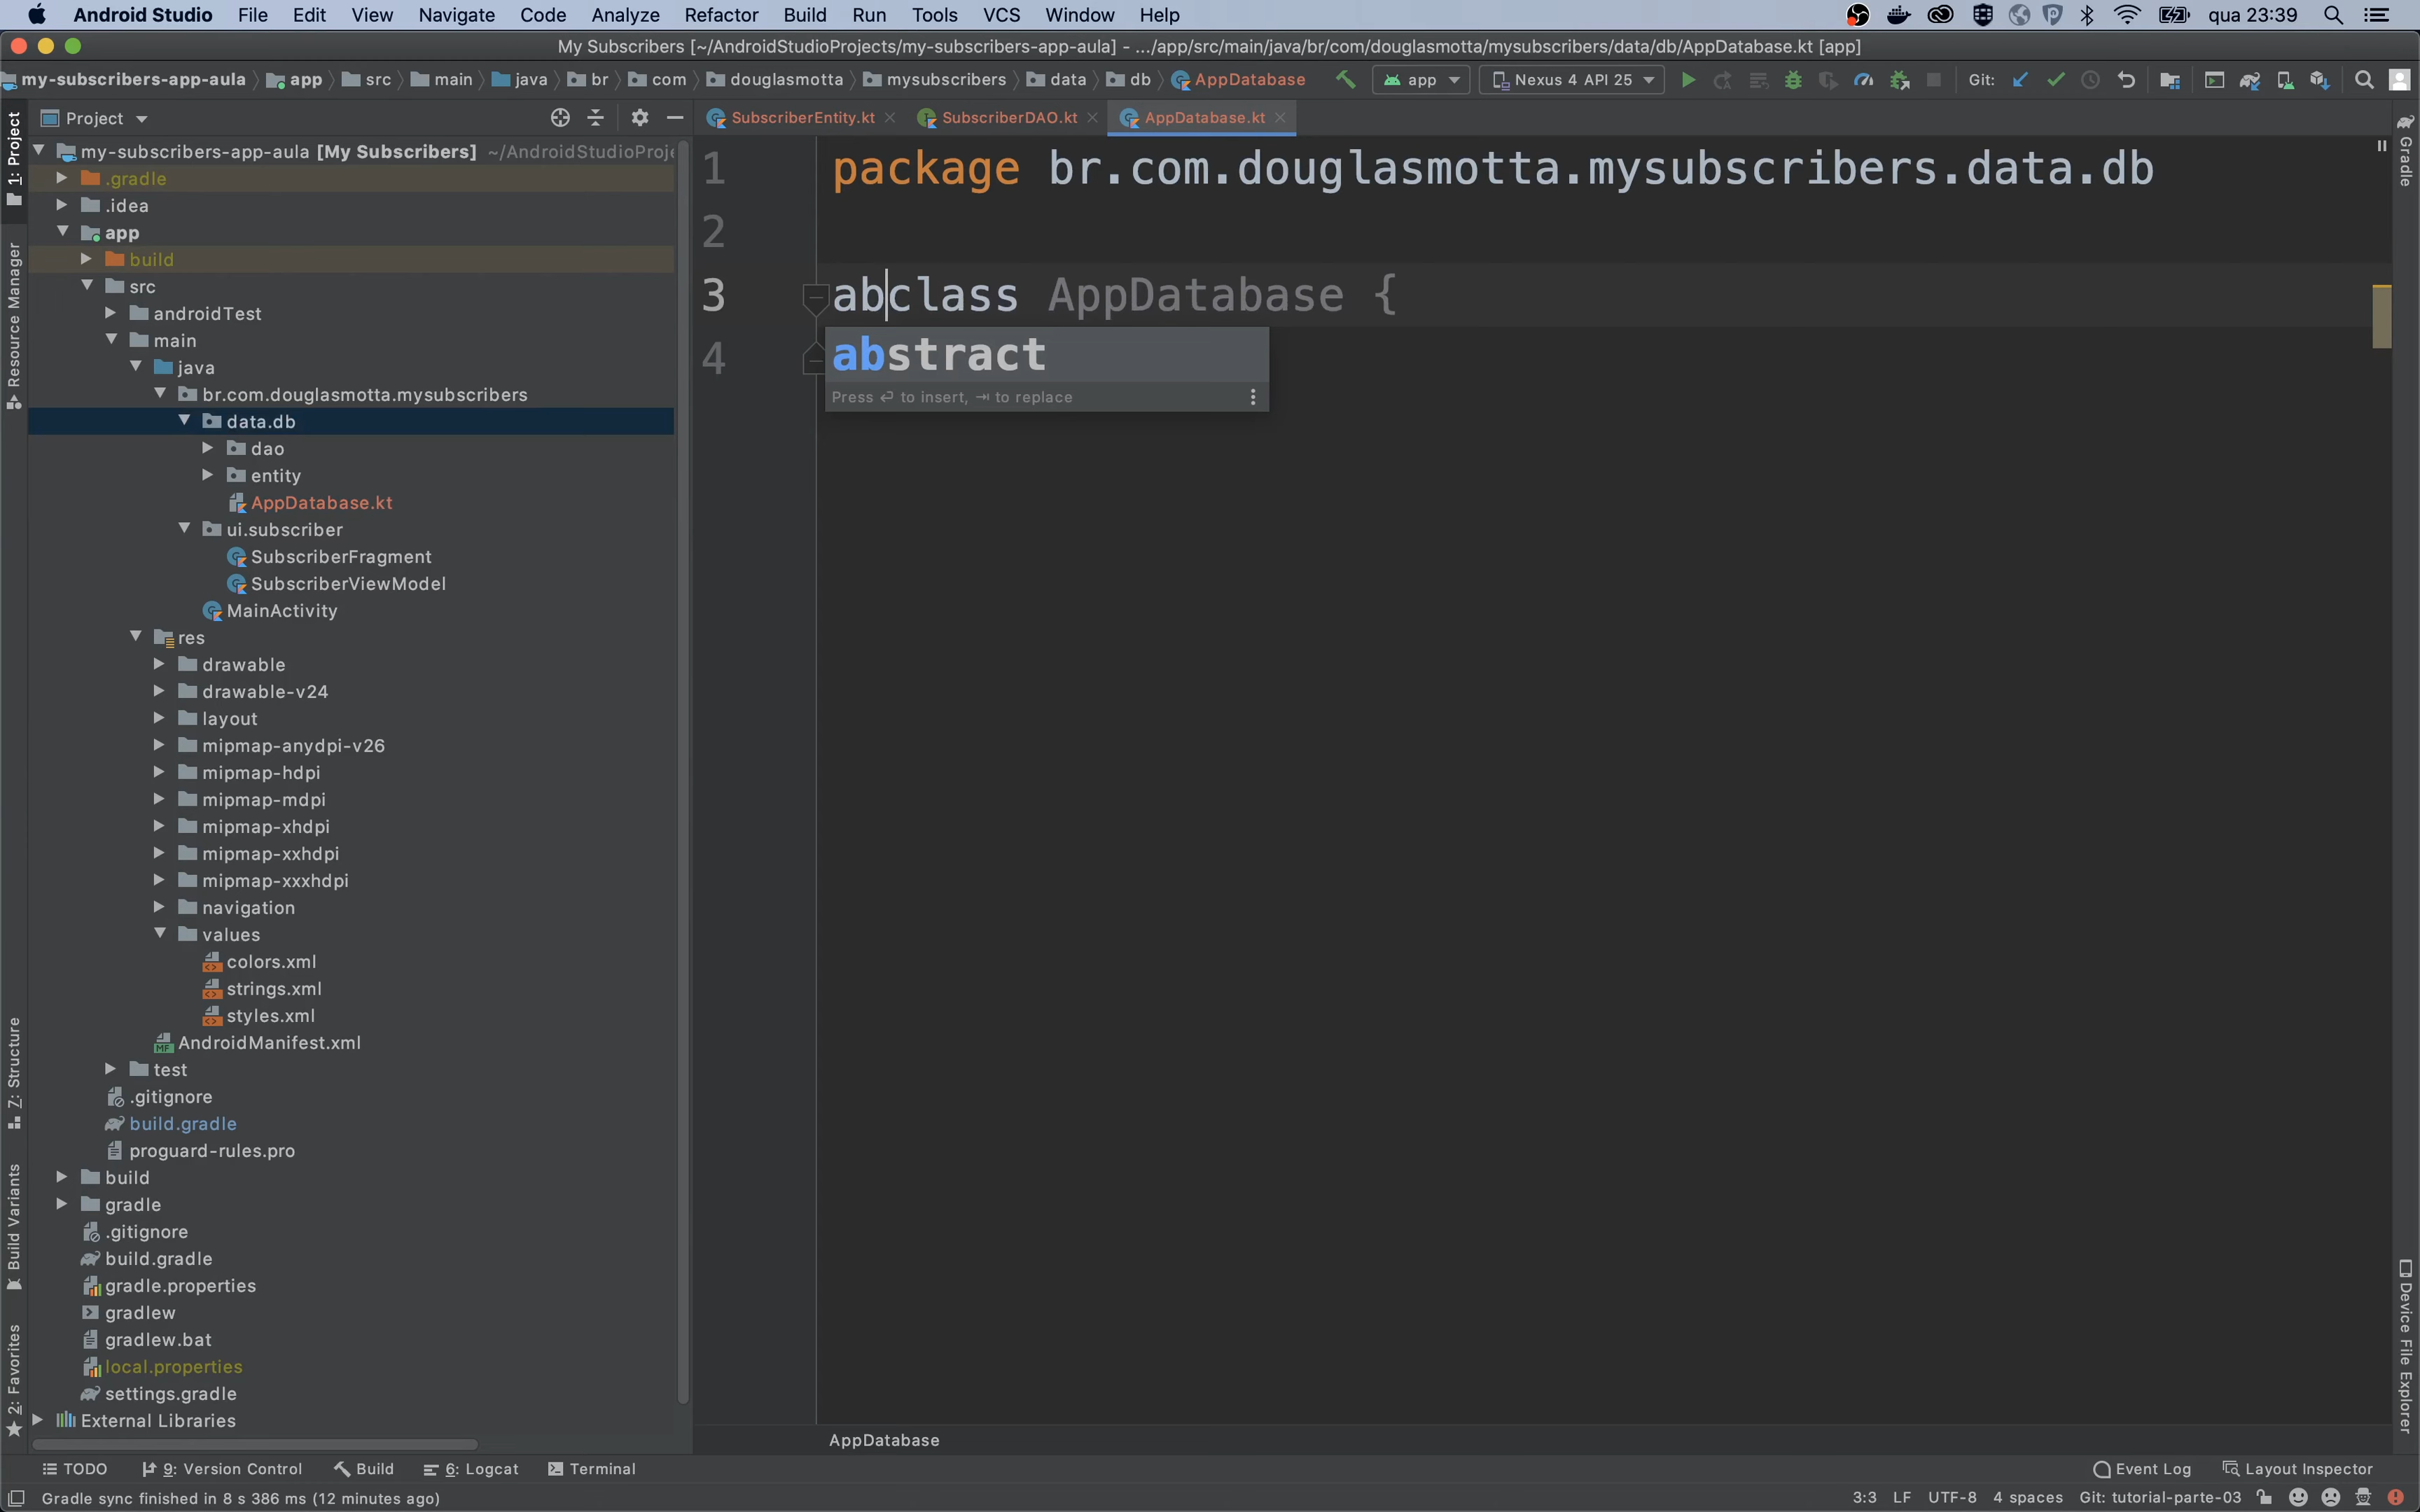 Android Studio File Edit View Navigate Code Analyze Refactor Build Run Tools VCS Window Help qua 23:39
My Subscribers [~/AndroidStudioProjects/my-subscribers-app-aula] - .../app/src/main/java/br/com/douglasmotta/mysubscribers/data/db/AppDatabase.kt [app]
my-subscribers-app-aula app src main java br com douglasmotta mysubscribers data db AppDatabase app Nexus 4 API 25 Git:
Project
SubscriberEntity.kt SubscriberDAO.kt AppDatabase.kt
1: Project
Resource Manager
Z: Structure
Build Variants
2: Favorites
my-subscribers-app-aula [My Subscribers] ~/AndroidStudioProje
.gradle
.idea
app
build
src
androidTest
main
java
br.com.douglasmotta.mysubscribers
data.db
dao
entity
AppDatabase.kt
ui.subscriber
SubscriberFragment
SubscriberViewModel
MainActivity
res
drawable
drawable-v24
layout
mipmap-anydpi-v26
mipmap-hdpi
mipmap-mdpi
mipmap-xhdpi
mipmap-xxhdpi
mipmap-xxxhdpi
navigation
values
colors.xml
strings.xml
styles.xml
AndroidManifest.xml
test
.gitignore
build.gradle
proguard-rules.pro
build
gradle
.gitignore
build.gradle
gradle.properties
gradlew
gradlew.bat
local.properties
settings.gradle
External Libraries
1 package br.com.douglasmotta.mysubscribers.data.db
2
3 abclass AppDatabase {
4
abstract
Press ↩ to insert, ⇥ to replace
Gradle
Device File Explorer
AppDatabase
TODO 9: Version Control Build 6: Logcat Terminal Event Log Layout Inspector
Gradle sync finished in 8 s 386 ms (12 minutes ago) 3:3 LF UTF-8 4 spaces Git: tutorial-parte-03